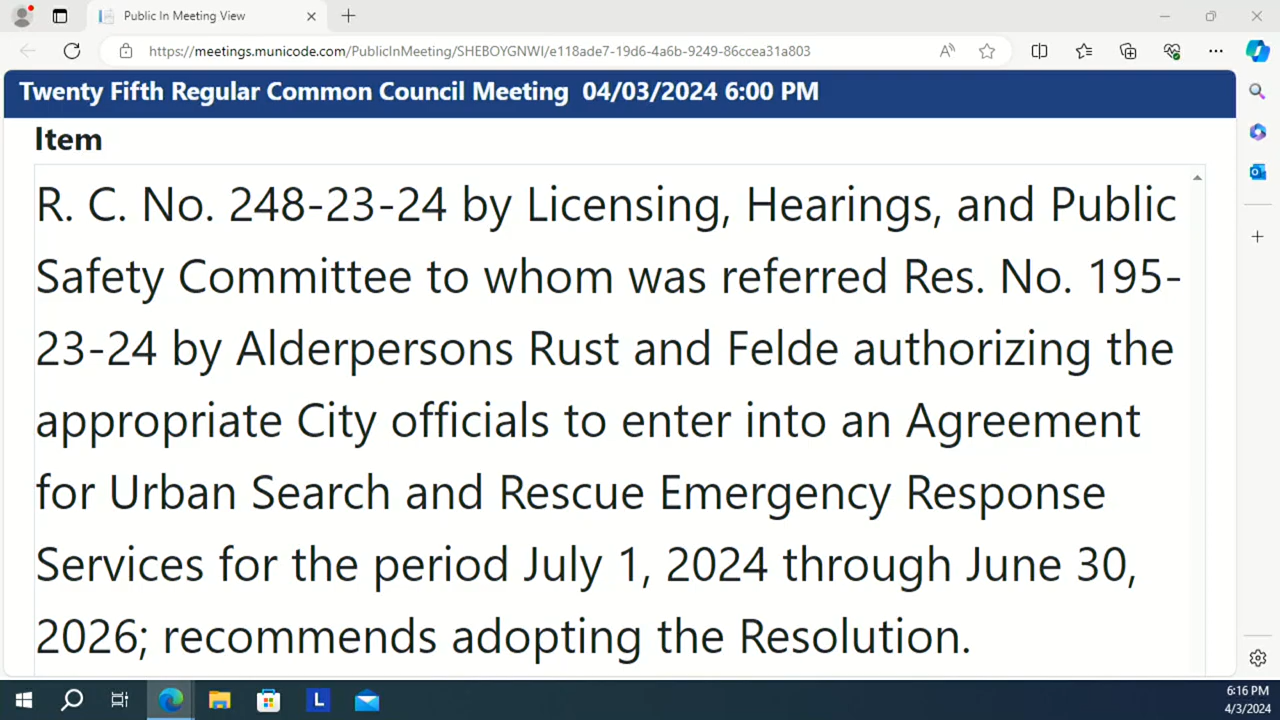 Public In Meeting View
https://meetings.municode.com/PublicInMeeting/SHEBOYGNWI/e118ade7-19d6-4a6b-9249-86ccea31a803
Twenty Fifth Regular Common Council Meeting 04/03/2024 6:00 PM
Item
R. C. No. 248-23-24 by Licensing, Hearings, and Public
Safety Committee to whom was referred Res. No. 195-
23-24 by Alderpersons Rust and Felde authorizing the
appropriate City officials to enter into an Agreement
for Urban Search and Rescue Emergency Response
Services for the period July 1, 2024 through June 30,
2026; recommends adopting the Resolution.
L
6:16 PM
4/3/2024